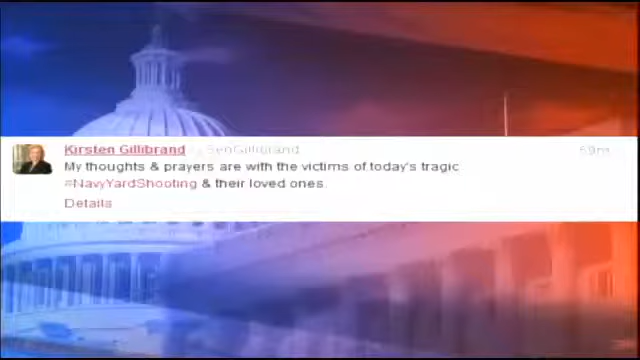 Kirsten Gillibrand SenGillibrand 59m
My thoughts & prayers are with the victims of today's tragic
#NavyYardShooting & their loved ones
Details